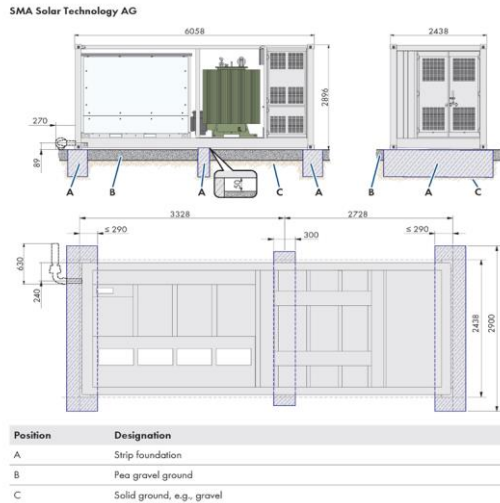 SMA Solar Technology AG
6058
2438
270
2896
89
50
A B A C A
B A C
3328 2728
≤ 290 ≤ 290
300
630
240
2438
2900
Position Designation
A Strip foundation
B Pea gravel ground
C Solid ground, e.g., gravel